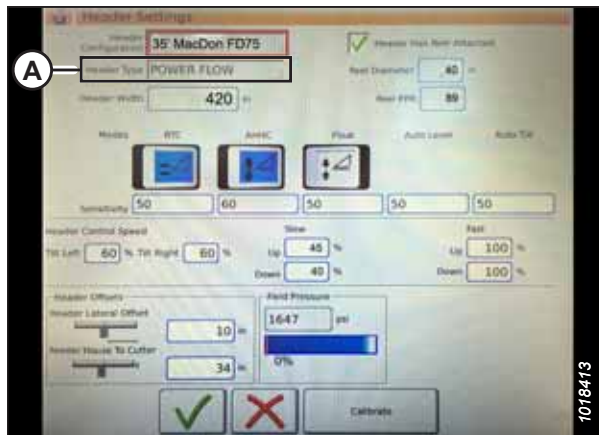 Header Settings
Header Configuration 35' MacDon FD75
Header Has Reel Attached
A
Header Type POWER FLOW
Reel Diameter 40 in
Header Width 420 in
Reel PPR 89
Modes RTC AHHC Float Auto Level Auto Tilt
Sensitivity 50 60 50 50 50
Header Control Speed
Slow
Fast
Tilt Left 60 % Tilt Right 60 % Up 45 % Up 100 %
Down 40 % Down 100 %
Header Offsets
Field Pressure
Header Lateral Offset
1647 psi
10 in
Feeder House To Cutter
0%
34 in
Calibrate
1018413